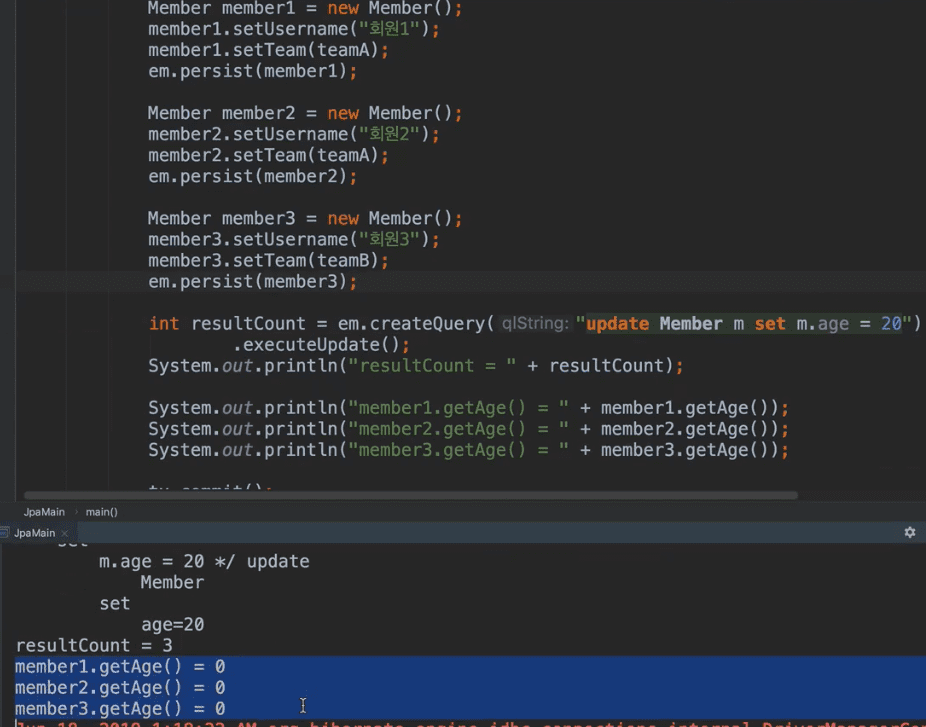 Member member1 = new Member();
member1.setUsername("회원1");
member1.setTeam(teamA);
em.persist(member1);
Member member2 = new Member();
member2.setUsername("회원2");
member2.setTeam(teamA);
em.persist(member2);
Member member3 = new Member();
member3.setUsername("회원3");
member3.setTeam(teamB);
em.persist(member3);
int resultCount = em.createQuery( qlString: "update Member m set m.age = 20")
.executeUpdate();
System.out.println("resultCount = " + resultCount);
System.out.println("member1.getAge() = " + member1.getAge());
System.out.println("member2.getAge() = " + member2.getAge());
System.out.println("member3.getAge() = " + member3.getAge());
tx.commit();
JpaMain › main()
JpaMain ×
set
m.age = 20 */ update
Member
set
age=20
resultCount = 3
member1.getAge() = 0
member2.getAge() = 0
member3.getAge() = 0